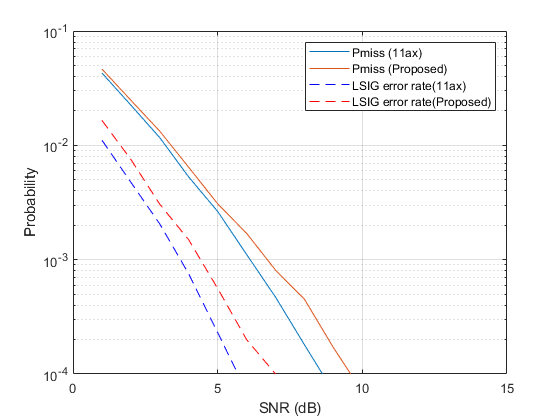 10^-1
10^-2
10^-3
10^-4
Probability
Pmiss (11ax)
Pmiss (Proposed)
LSIG error rate(11ax)
LSIG error rate(Proposed)
0 5 10 15
SNR (dB)